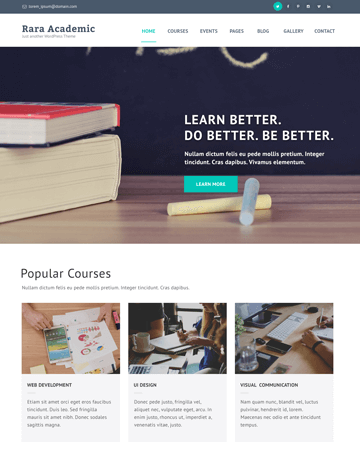 lorem_ipsum@domain.com
Rara Academic
Just another WordPress Theme
HOME COURSES EVENTS PAGES BLOG GALLERY CONTACT
LEARN BETTER.
DO BETTER. BE BETTER.
Nullam dictum felis eu pede mollis pretium. Integer
tincidunt. Cras dapibus. Vivamus elementum.
LEARN MORE
Popular Courses
Nullam dictum felis eu pede mollis pretium. Integer tincidunt. Cras dapibus.
WEB DEVELOPMENT
Etiam sit amet orci eget faucibus
tincidunt. Duis leo. Sed fringilla
mauris sit amet nibh. Donec sodales
sagittis magna.
UI DESIGN
Donec pede justo, fringilla vel,
aliquet nec, vulputate eget, arcu. In
enim justo, rhoncus ut, imperdiet a,
venenatis vitae, justo.
VISUAL COMMUNICATION
Nam quam nunc, blandit vel, luctus
pulvinar, hendrerit id, lorem.
Maecenas nec odio et ante tincidunt
tempus.